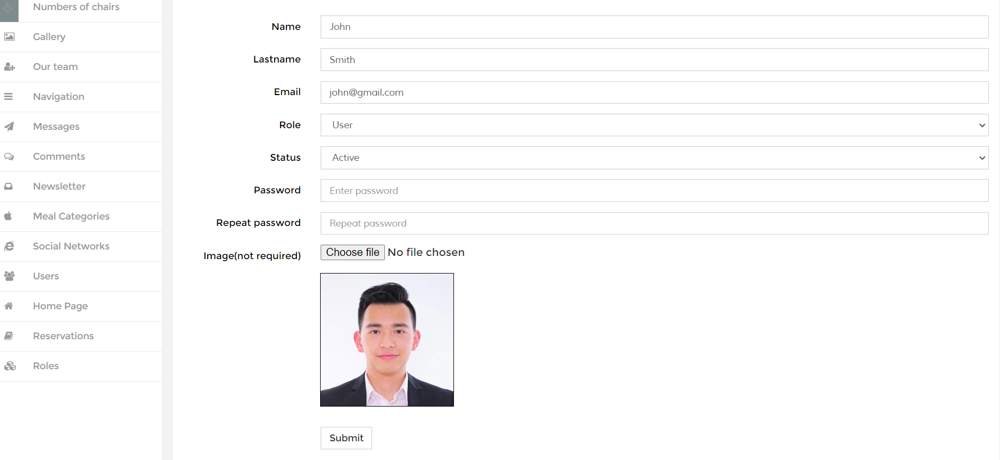 Numbers of chairs
Gallery
Our team
Navigation
Messages
Comments
Newsletter
Meal Categories
Social Networks
Users
Home Page
Reservations
Roles
Name John
Lastname Smith
Email john@gmail.com
Role User
Status Active
Password Enter password
Repeat password Repeat password
Image(not required) Choose file No file chosen
Submit